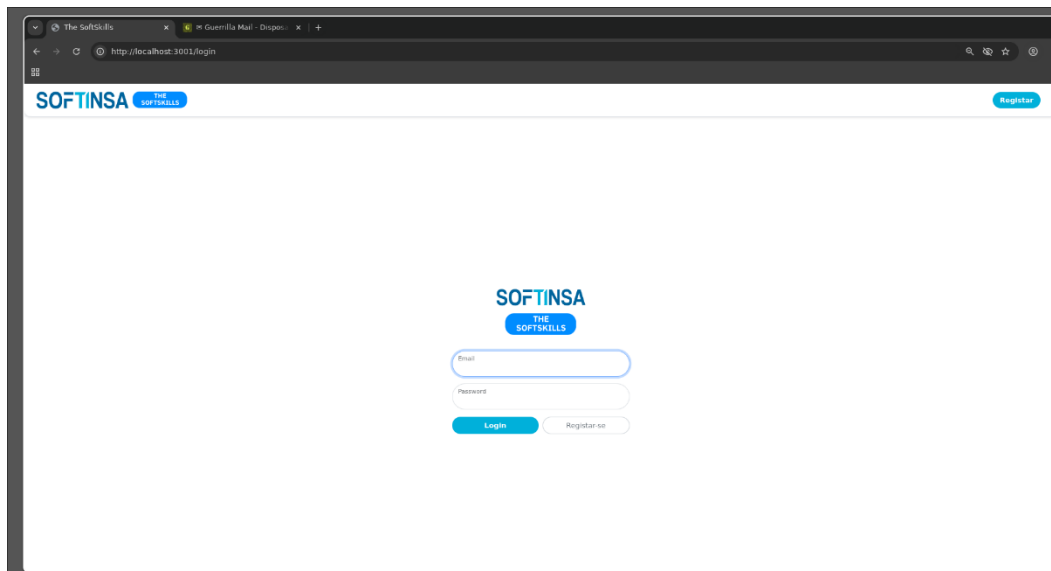 The SoftSkills
Guerrilla Mail - Dispos
http://localhost:3001/login
SOFTINSA THE SOFTSKILLS
Registar
SOFTINSA
THE
SOFTSKILLS
Email
Password
Login Registar-se